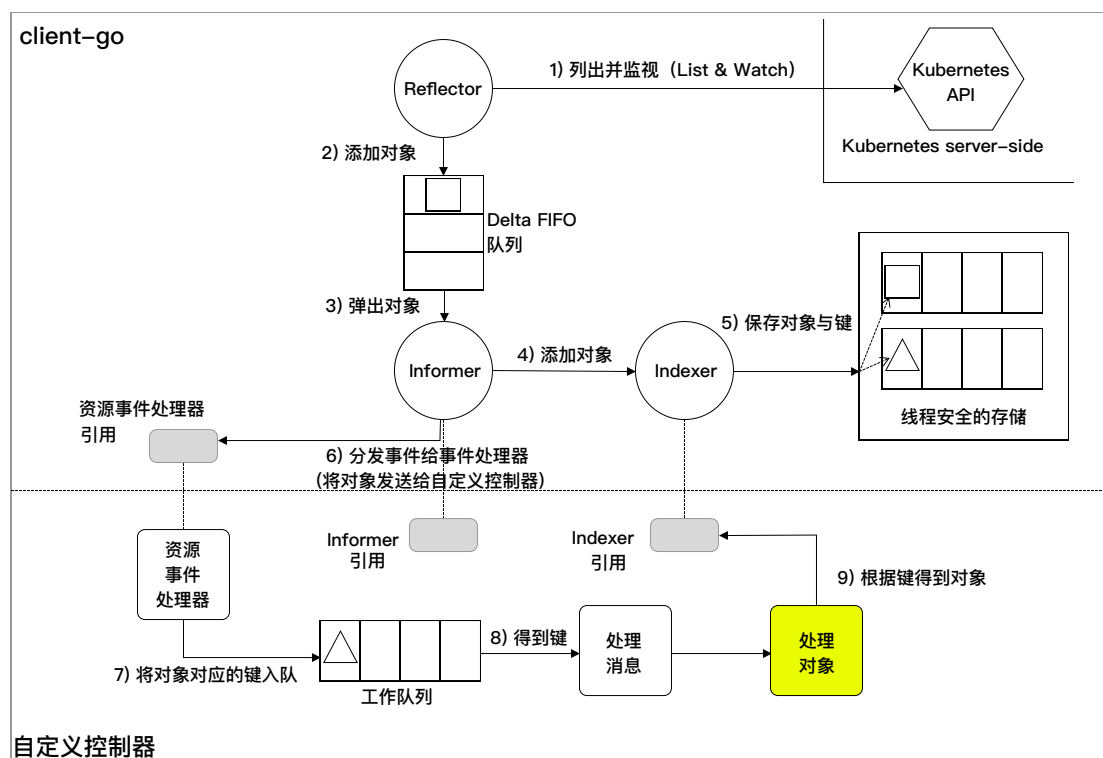 client-go
Reflector
1) 列出并监视（List & Watch）
Kubernetes
API
Kubernetes server-side
2) 添加对象
Delta FIFO
队列
3) 弹出对象
Informer
4) 添加对象
Indexer
5) 保存对象与键
线程安全的存储
资源事件处理器
引用
6) 分发事件给事件处理器
(将对象发送给自定义控制器)
资源
事件
处理器
Informer
引用
Indexer
引用
9) 根据键得到对象
7) 将对象对应的键入队
工作队列
8) 得到键
处理
消息
处理
对象
自定义控制器